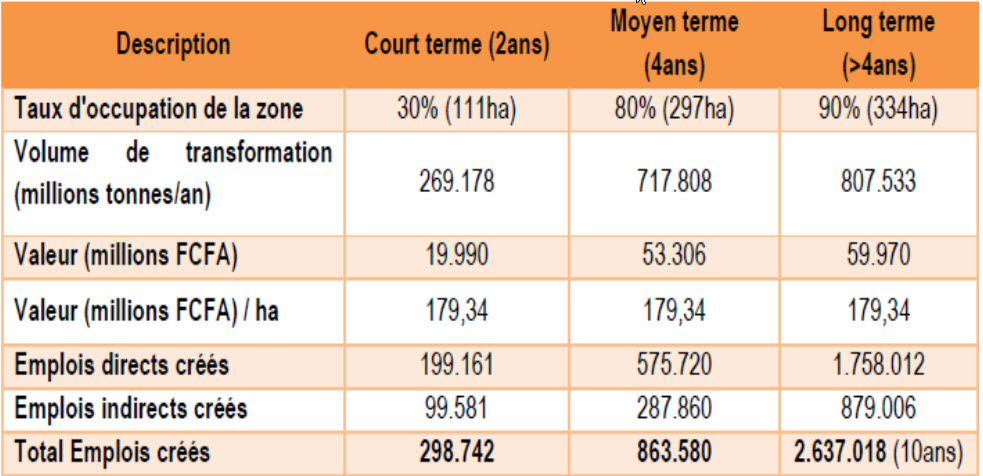 Description Court terme (2ans) Moyen terme (4ans) Long terme (>4ans)
Taux d'occupation de la zone 30% (111ha) 80% (297ha) 90% (334ha)
Volume de transformation (millions tonnes/an) 269.178 717.808 807.533
Valeur (millions FCFA) 19.990 53.306 59.970
Valeur (millions FCFA) / ha 179,34 179,34 179,34
Emplois directs créés 199.161 575.720 1.758.012
Emplois indirects créés 99.581 287.860 879.006
Total Emplois créés 298.742 863.580 2.637.018 (10ans)